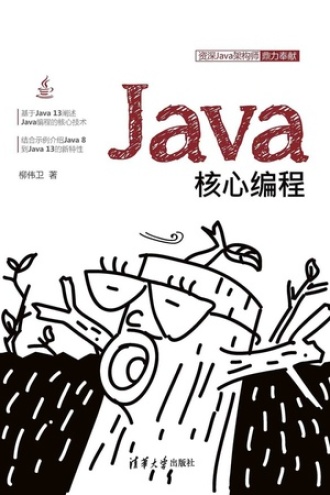 资深Java架构师 鼎力奉献
Java
核心编程
基于Java 13阐述
Java编程的核心技术
结合示例介绍Java 8
到Java 13的新特性
柳伟卫 著
清华大学出版社